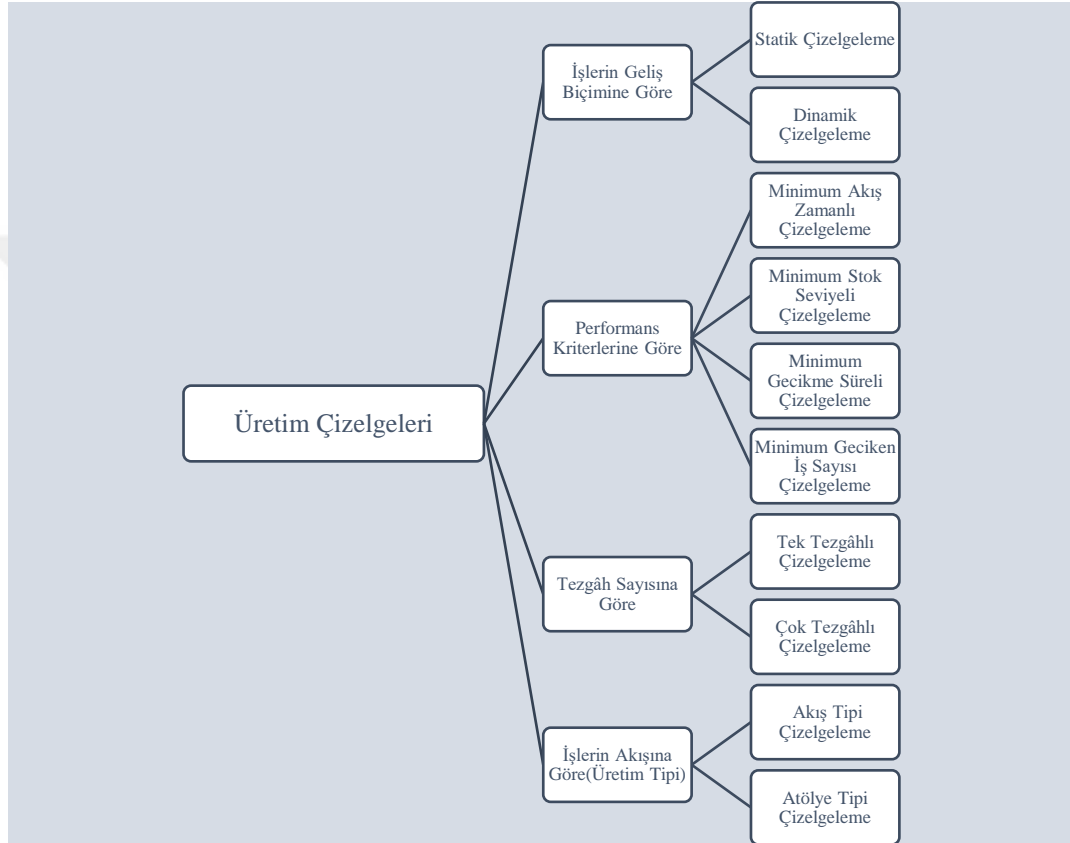 Üretim Çizelgeleri
İşlerin Geliş
Biçimine Göre
Statik Çizelgeleme
Dinamik
Çizelgeleme
Performans
Kriterlerine Göre
Minimum Akış
Zamanlı
Çizelgeleme
Minimum Stok
Seviyeli
Çizelgeleme
Minimum
Gecikme Süreli
Çizelgeleme
Minimum Geciken
İş Sayısı
Çizelgeleme
Tezgâh Sayısına
Göre
Tek Tezgâhlı
Çizelgeleme
Çok Tezgâhlı
Çizelgeleme
İşlerin Akışına
Göre(Üretim Tipi)
Akış Tipi
Çizelgeleme
Atölye Tipi
Çizelgeleme